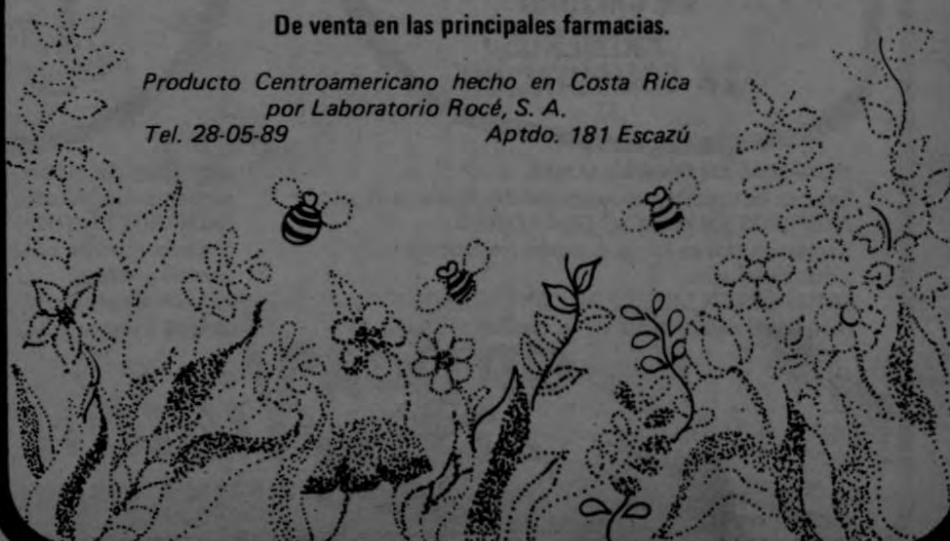 De venta en las principales farmacias.
Producto Centroamericano hecho en Costa Rica
por Laboratorio Rocé, S. A.
Tel. 28-05-89 Aptdo. 181 Escazú